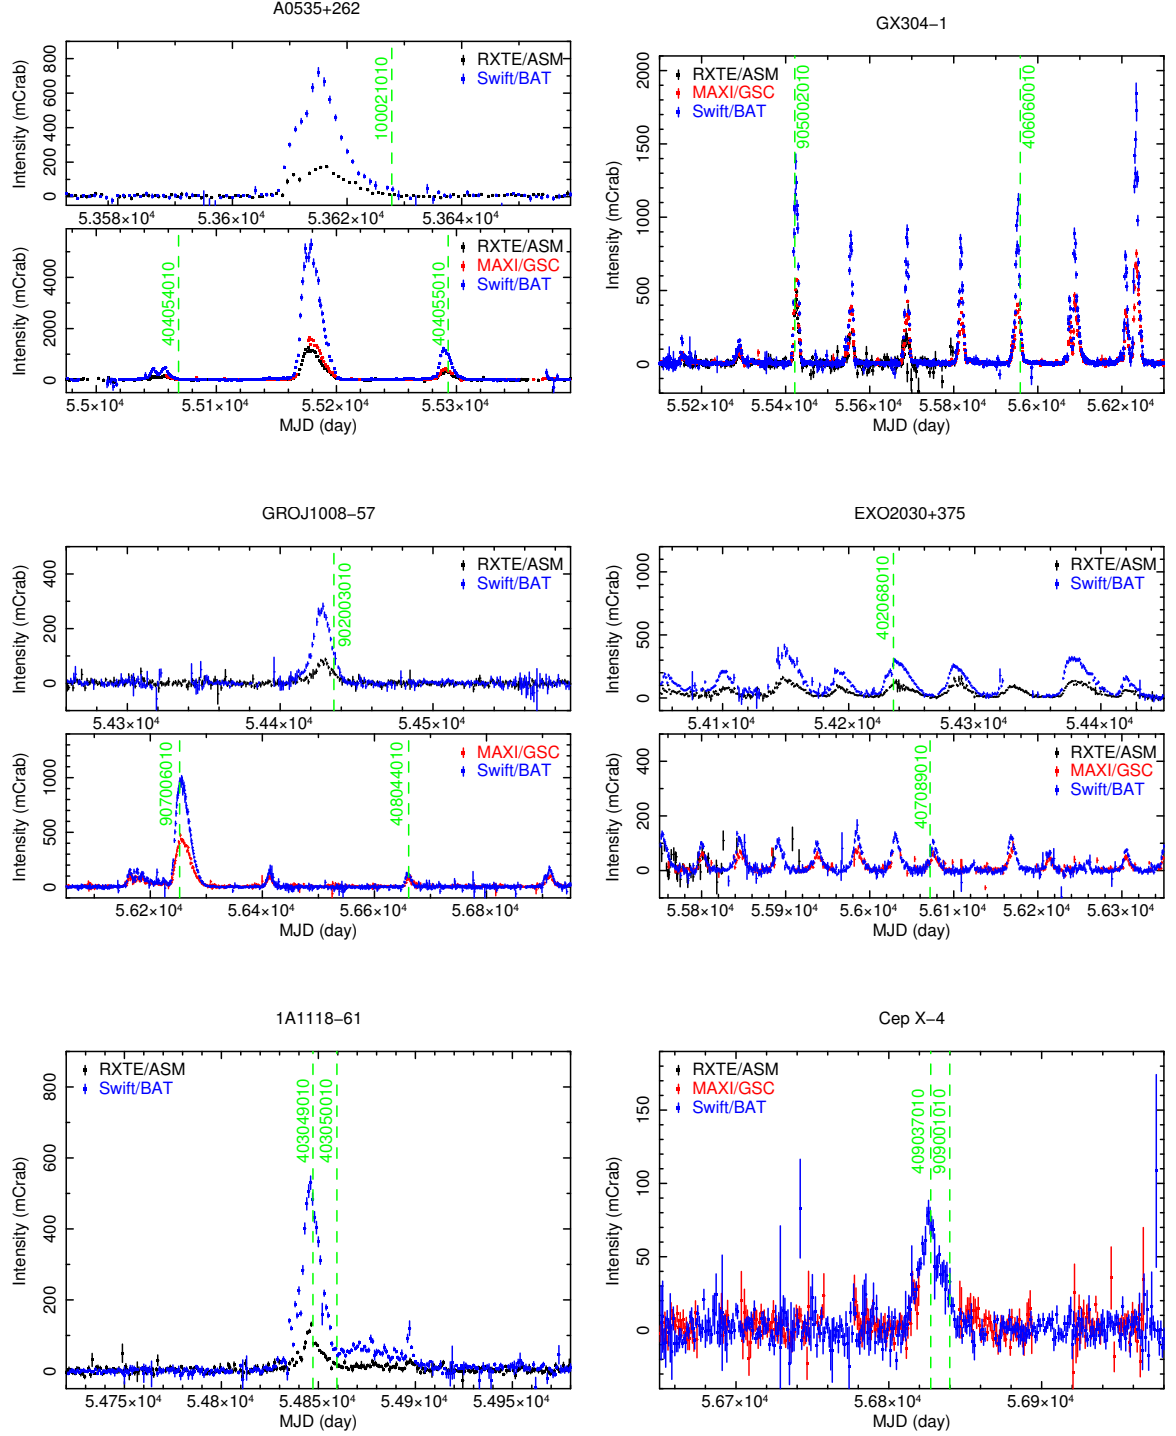 A0535+262
RXTE/ASM
Swift/BAT
100021010
Intensity (mCrab)
0 200 400 600 800
5.358×10⁴ 5.36×10⁴ 5.362×10⁴ 5.364×10⁴
RXTE/ASM
MAXI/GSC
Swift/BAT
404054010
404055010
Intensity (mCrab)
0 2000 4000
5.5×10⁴ 5.51×10⁴ 5.52×10⁴ 5.53×10⁴
MJD (day)
GX304−1
RXTE/ASM
MAXI/GSC
Swift/BAT
905002010
406060010
Intensity (mCrab)
0 500 1000 1500 2000
5.52×10⁴ 5.54×10⁴ 5.56×10⁴ 5.58×10⁴ 5.6×10⁴ 5.62×10⁴
MJD (day)
GROJ1008−57
RXTE/ASM
Swift/BAT
902003010
Intensity (mCrab)
0 200 400
5.43×10⁴ 5.44×10⁴ 5.45×10⁴
MAXI/GSC
Swift/BAT
907006010
408044010
Intensity (mCrab)
0 500 1000
5.62×10⁴ 5.64×10⁴ 5.66×10⁴ 5.68×10⁴
MJD (day)
EXO2030+375
RXTE/ASM
Swift/BAT
402068010
Intensity (mCrab)
0 500 1000
5.41×10⁴ 5.42×10⁴ 5.43×10⁴ 5.44×10⁴
RXTE/ASM
MAXI/GSC
Swift/BAT
407089010
Intensity (mCrab)
0 200 400
5.58×10⁴ 5.59×10⁴ 5.6×10⁴ 5.61×10⁴ 5.62×10⁴ 5.63×10⁴
MJD (day)
1A1118−61
RXTE/ASM
Swift/BAT
403049010
403050010
Intensity (mCrab)
0 200 400 600 800
5.475×10⁴ 5.48×10⁴ 5.485×10⁴ 5.49×10⁴ 5.495×10⁴
MJD (day)
Cep X−4
RXTE/ASM
MAXI/GSC
Swift/BAT
409037010
909001010
Intensity (mCrab)
0 50 100 150
5.67×10⁴ 5.68×10⁴ 5.69×10⁴
MJD (day)